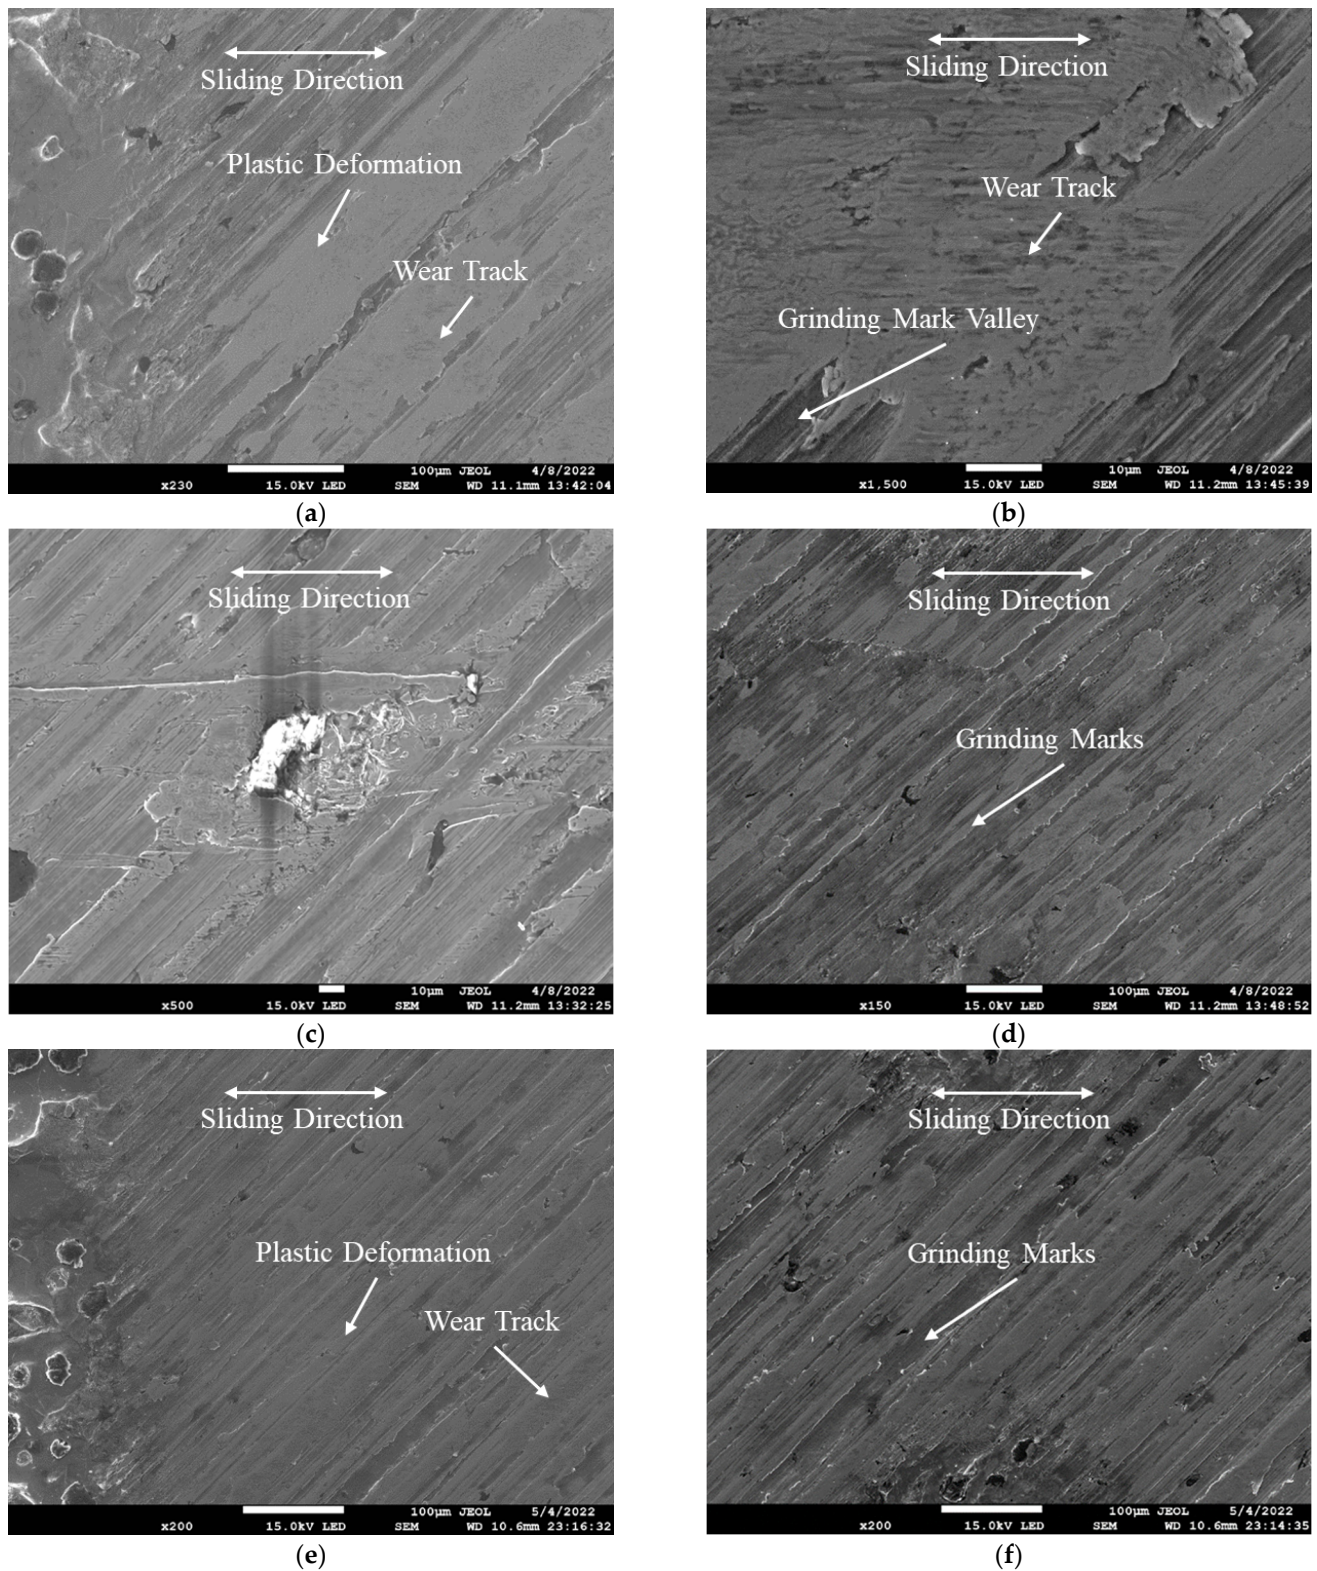 Sliding Direction
Plastic Deformation
Wear Track
100µm JEOL 4/8/2022
x230 15.0kV LED SEM WD 11.1mm 13:42:04
(a)
Sliding Direction
Wear Track
Grinding Mark Valley
10µm JEOL 4/8/2022
x1,500 15.0kV LED SEM WD 11.2mm 13:45:39
(b)
Sliding Direction
10µm JEOL 4/8/2022
x500 15.0kV LED SEM WD 11.2mm 13:32:25
(c)
Sliding Direction
Grinding Marks
100µm JEOL 4/8/2022
x150 15.0kV LED SEM WD 11.2mm 13:48:52
(d)
Sliding Direction
Plastic Deformation
Wear Track
100µm JEOL 5/4/2022
x200 15.0kV LED SEM WD 10.6mm 23:16:32
(e)
Sliding Direction
Grinding Marks
100µm JEOL 5/4/2022
x200 15.0kV LED SEM WD 10.6mm 23:14:35
(f)